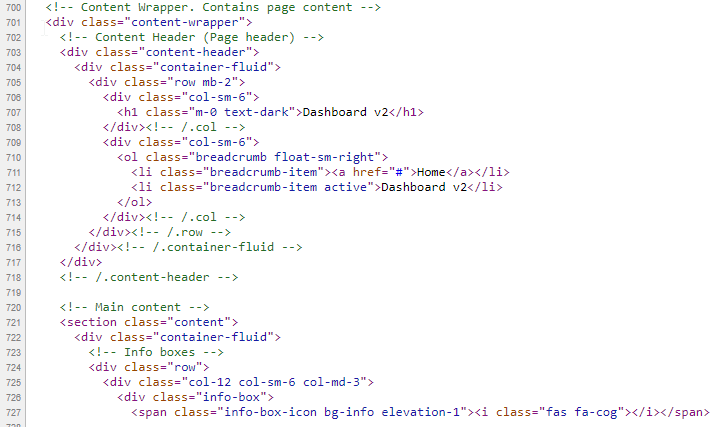 700 <!-- Content Wrapper. Contains page content -->
701 <div class="content-wrapper">
702 <!-- Content Header (Page header) -->
703 <div class="content-header">
704 <div class="container-fluid">
705 <div class="row mb-2">
706 <div class="col-sm-6">
707 <h1 class="m-0 text-dark">Dashboard v2</h1>
708 </div><!-- /.col -->
709 <div class="col-sm-6">
710 <ol class="breadcrumb float-sm-right">
711 <li class="breadcrumb-item"><a href="#">Home</a></li>
712 <li class="breadcrumb-item active">Dashboard v2</li>
713 </ol>
714 </div><!-- /.col -->
715 </div><!-- /.row -->
716 </div><!-- /.container-fluid -->
717 </div>
718 <!-- /.content-header -->
719
720 <!-- Main content -->
721 <section class="content">
722 <div class="container-fluid">
723 <!-- Info boxes -->
724 <div class="row">
725 <div class="col-12 col-sm-6 col-md-3">
726 <div class="info-box">
727 <span class="info-box-icon bg-info elevation-1"><i class="fas fa-cog"></i></span>